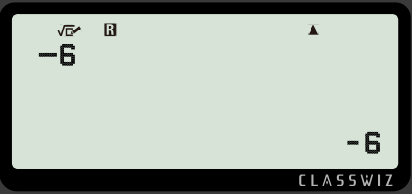 √□ R ▲
-6
-6
CLASSWIZ